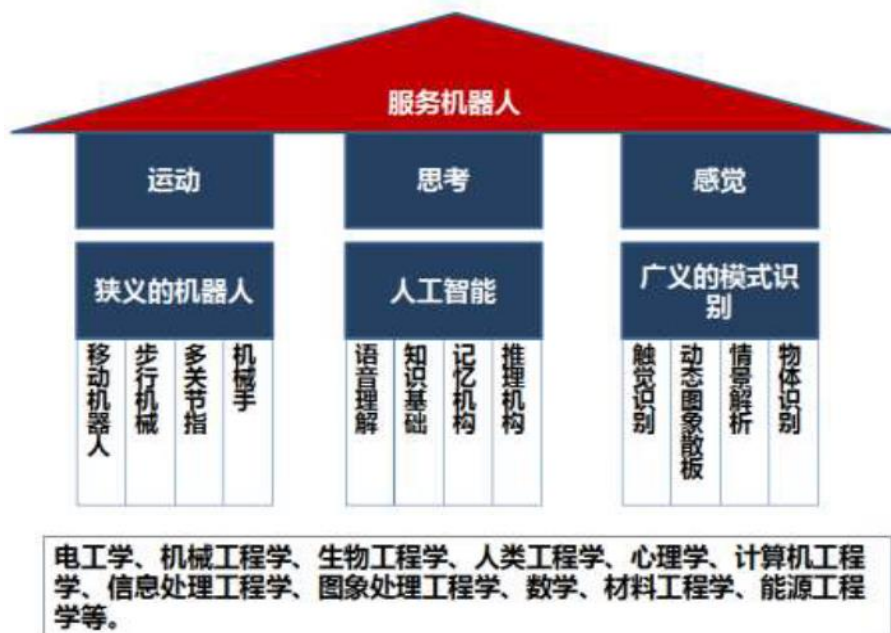 服务机器人
运动
思考
感觉
狭义的机器人
人工智能
广义的模式识
别
移动机器人
步行机械
多关节指
机械手
语音理解
知识基础
记忆机构
推理机构
触觉识别
动态图象散板
情景解析
物体识别
电工学、机械工程学、生物工程学、人类工程学、心理学、计算机工程
学、信息处理工程学、图象处理工程学、数学、材料工程学、能源工程
学等。